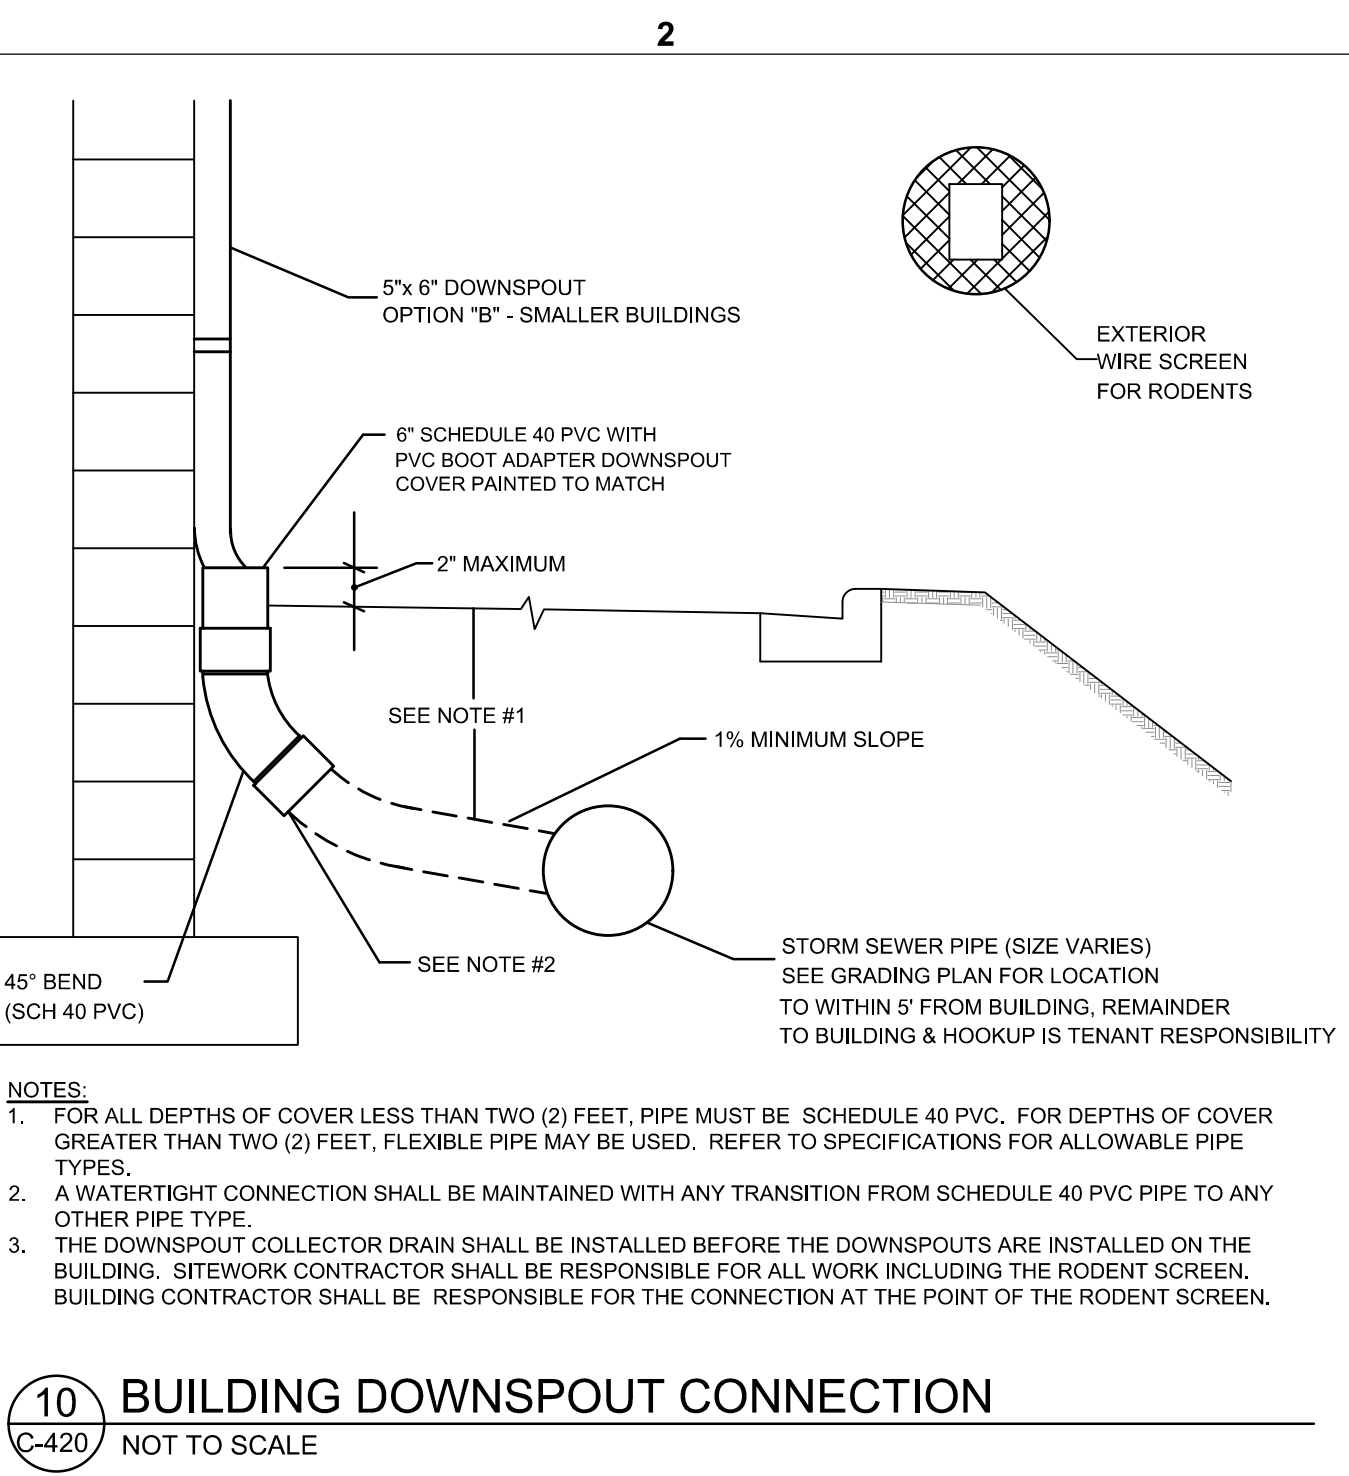 2
5"x 6" DOWNSPOUT
OPTION "B" - SMALLER BUILDINGS
EXTERIOR
WIRE SCREEN
FOR RODENTS
6" SCHEDULE 40 PVC WITH
PVC BOOT ADAPTER DOWNSPOUT
COVER PAINTED TO MATCH
2" MAXIMUM
SEE NOTE #1
1% MINIMUM SLOPE
SEE NOTE #2
45° BEND
(SCH 40 PVC)
STORM SEWER PIPE (SIZE VARIES)
SEE GRADING PLAN FOR LOCATION
TO WITHIN 5' FROM BUILDING, REMAINDER
TO BUILDING & HOOKUP IS TENANT RESPONSIBILITY
NOTES:
1. FOR ALL DEPTHS OF COVER LESS THAN TWO (2) FEET, PIPE MUST BE SCHEDULE 40 PVC. FOR DEPTHS OF COVER
GREATER THAN TWO (2) FEET, FLEXIBLE PIPE MAY BE USED. REFER TO SPECIFICATIONS FOR ALLOWABLE PIPE
TYPES.
2. A WATERTIGHT CONNECTION SHALL BE MAINTAINED WITH ANY TRANSITION FROM SCHEDULE 40 PVC PIPE TO ANY
OTHER PIPE TYPE.
3. THE DOWNSPOUT COLLECTOR DRAIN SHALL BE INSTALLED BEFORE THE DOWNSPOUTS ARE INSTALLED ON THE
BUILDING. SITEWORK CONTRACTOR SHALL BE RESPONSIBLE FOR ALL WORK INCLUDING THE RODENT SCREEN.
BUILDING CONTRACTOR SHALL BE RESPONSIBLE FOR THE CONNECTION AT THE POINT OF THE RODENT SCREEN.
10
C-420
BUILDING DOWNSPOUT CONNECTION
NOT TO SCALE